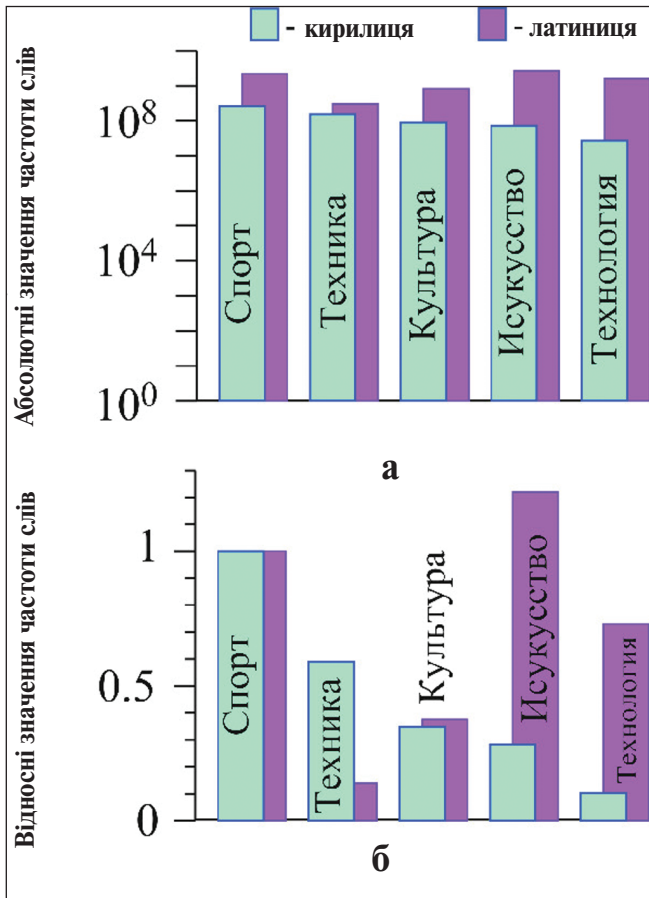 - кирилиця - латиниця
Абсолютні значення частоти слів
10⁸
10⁴
10⁰
Спорт
Техника
Культура
Исукусство
Технология
а
Відносні значення частоти слів
1
0.5
0
Спорт
Техника
Культура
Исукусство
Технология
б